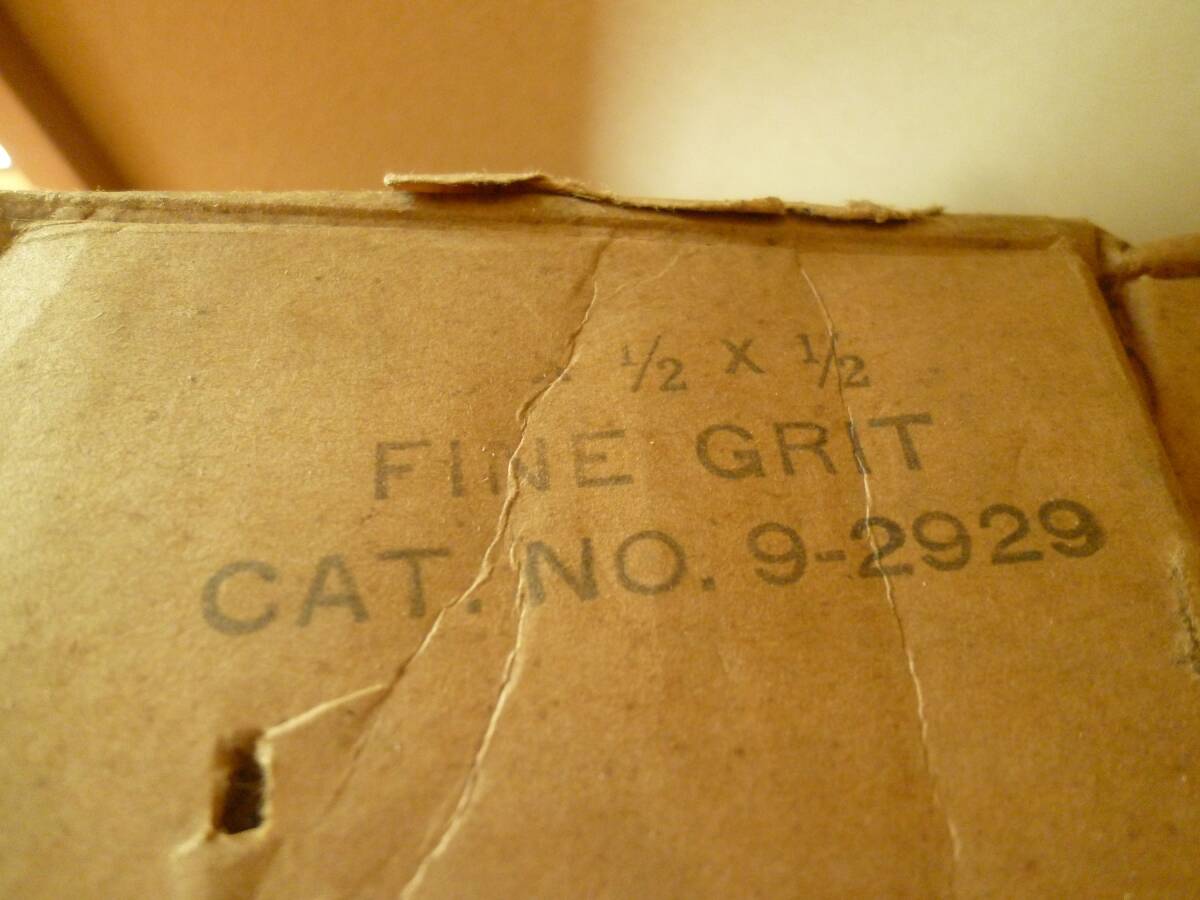 ½ X ½
FINE GRIT
CAT. NO. 9-2929